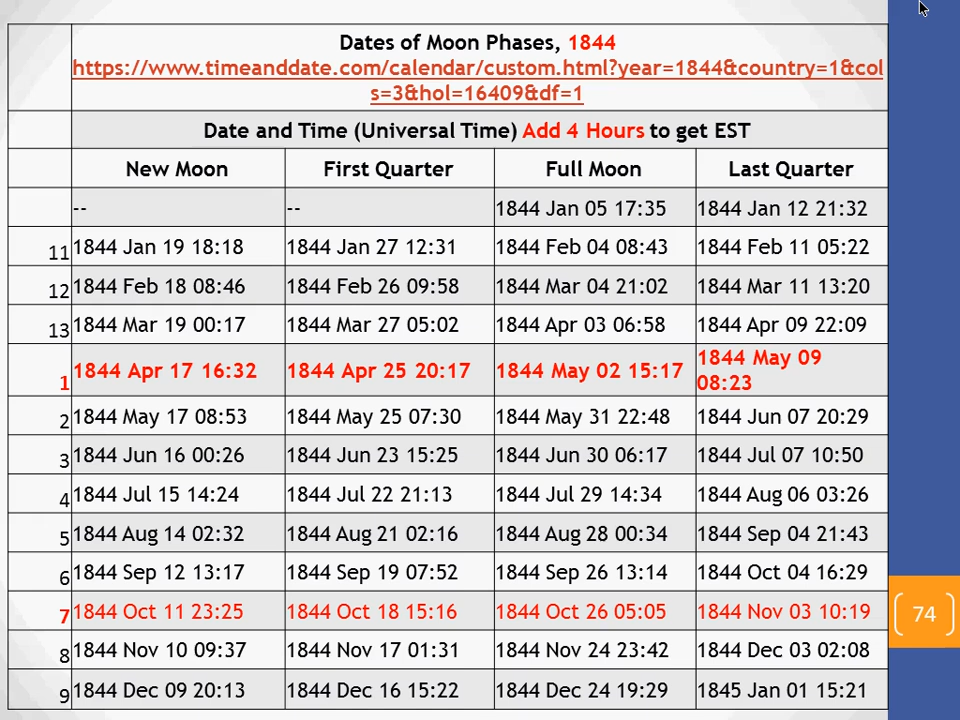 Dates of Moon Phases, 1844
https://www.timeanddate.com/calendar/custom.html?year=1844&country=1&col
s=3&hol=16409&df=1
Date and Time (Universal Time) Add 4 Hours to get EST
New Moon First Quarter Full Moon Last Quarter
-- -- 1844 Jan 05 17:35 1844 Jan 12 21:32
11 1844 Jan 19 18:18 1844 Jan 27 12:31 1844 Feb 04 08:43 1844 Feb 11 05:22
12 1844 Feb 18 08:46 1844 Feb 26 09:58 1844 Mar 04 21:02 1844 Mar 11 13:20
13 1844 Mar 19 00:17 1844 Mar 27 05:02 1844 Apr 03 06:58 1844 Apr 09 22:09
1 1844 Apr 17 16:32 1844 Apr 25 20:17 1844 May 02 15:17 1844 May 09
08:23
2 1844 May 17 08:53 1844 May 25 07:30 1844 May 31 22:48 1844 Jun 07 20:29
3 1844 Jun 16 00:26 1844 Jun 23 15:25 1844 Jun 30 06:17 1844 Jul 07 10:50
4 1844 Jul 15 14:24 1844 Jul 22 21:13 1844 Jul 29 14:34 1844 Aug 06 03:26
5 1844 Aug 14 02:32 1844 Aug 21 02:16 1844 Aug 28 00:34 1844 Sep 04 21:43
6 1844 Sep 12 13:17 1844 Sep 19 07:52 1844 Sep 26 13:14 1844 Oct 04 16:29
7 1844 Oct 11 23:25 1844 Oct 18 15:16 1844 Oct 26 05:05 1844 Nov 03 10:19
74
8 1844 Nov 10 09:37 1844 Nov 17 01:31 1844 Nov 24 23:42 1844 Dec 03 02:08
9 1844 Dec 09 20:13 1844 Dec 16 15:22 1844 Dec 24 19:29 1845 Jan 01 15:21